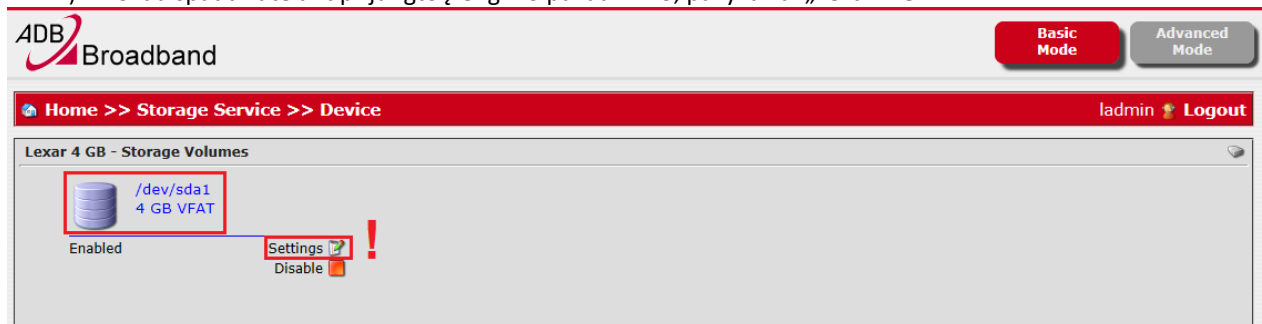 ADB
Broadband
Basic
Mode
Advanced
Mode
Home >> Storage Service >> Device
ladmin Logout
Lexar 4 GB - Storage Volumes
/dev/sda1
4 GB VFAT
Enabled
Settings !
Disable